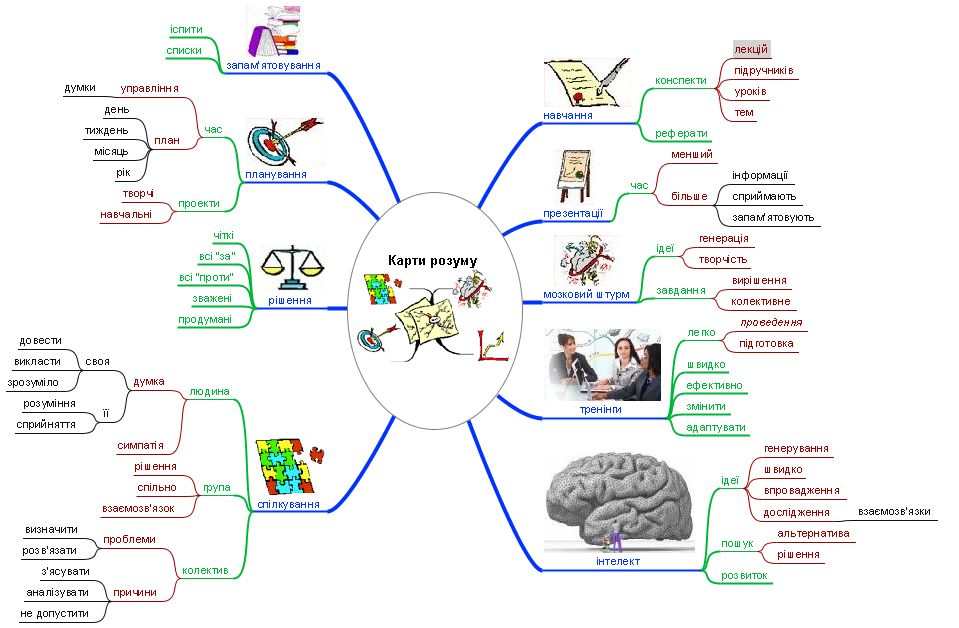 Карти розуму
іспити
списки
запам'ятовування
думки
управління
день
тиждень
місяць
рік
план
час
творчі
навчальні
проекти
планування
чіткі
всі "за"
всі "проти"
зважені
продумані
рішення
довести
викласти
зрозуміло
своя
розуміння
сприйняття
її
думка
симпатія
людина
рішення
спільно
взаємозв'язок
група
визначити
розв'язати
проблеми
з'ясувати
аналізувати
не допустити
причини
колектив
спілкування
навчання
конспекти
лекцій
підручників
уроків
тем
реферати
презентації
час
менший
більше
інформації
сприймають
запам'ятовують
мозковий штурм
ідеї
генерація
творчість
завдання
вирішення
колективне
тренінги
легко
проведення
підготовка
швидко
ефективно
змінити
адаптувати
інтелект
ідеї
генерування
швидко
впровадження
дослідження
взаємозв'язки
пошук
альтернатива
рішення
розвиток